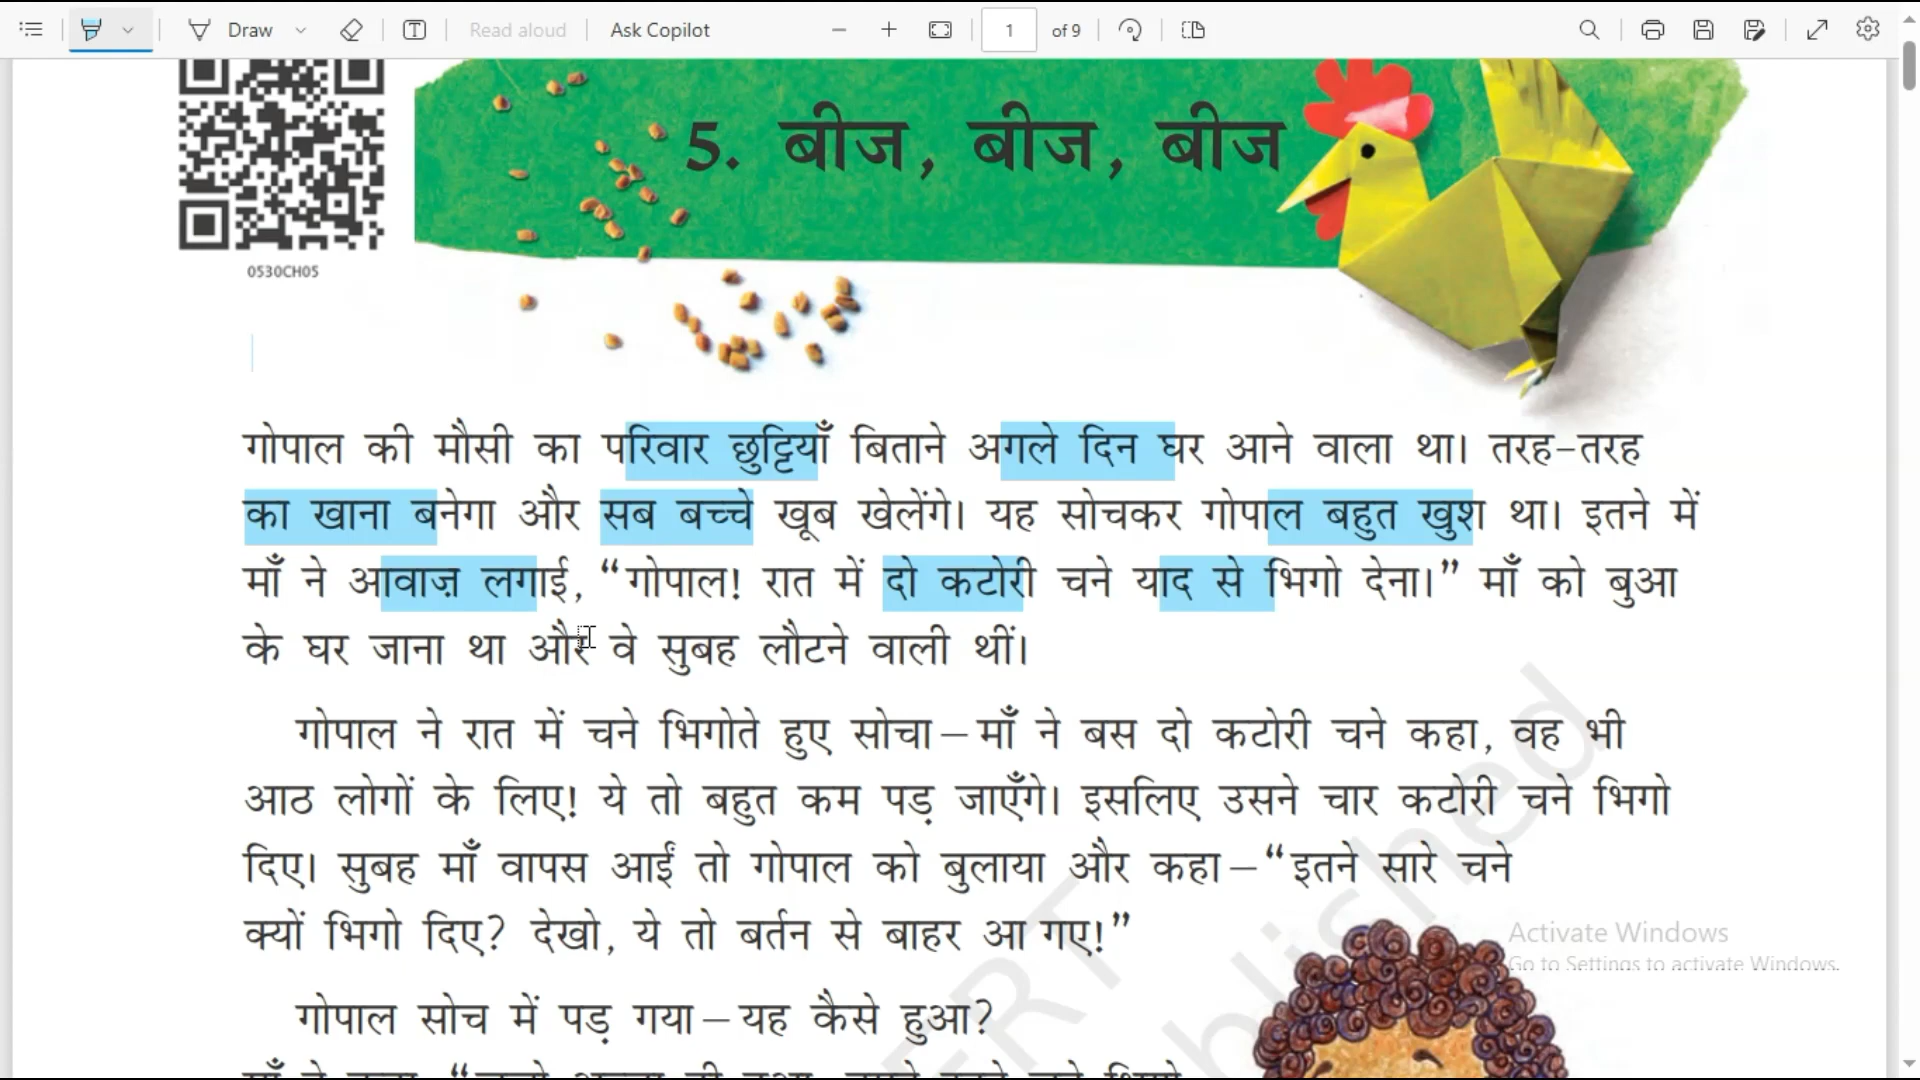 Draw
Read aloud
Ask Copilot
1 of 9
0530CH05
5. बीज, बीज, बीज
गोपाल की मौसी का परिवार छुट्टियाँ बिताने अगले दिन घर आने वाला था। तरह-तरह
का खाना बनेगा और सब बच्चे खूब खेलेंगे। यह सोचकर गोपाल बहुत खुश था। इतने में
माँ ने आवाज़ लगाई, “गोपाल! रात में दो कटोरी चने याद से भिगो देना।” माँ को बुआ
के घर जाना था और वे सुबह लौटने वाली थीं।
गोपाल ने रात में चने भिगोते हुए सोचा – माँ ने बस दो कटोरी चने कहा, वह भी
आठ लोगों के लिए! ये तो बहुत कम पड़ जाएँगे। इसलिए उसने चार कटोरी चने भिगो
दिए। सुबह माँ वापस आईं तो गोपाल को बुलाया और कहा – “इतने सारे चने
क्यों भिगो दिए? देखो, ये तो बर्तन से बाहर आ गए!”
Activate Windows
Go to Settings to activate Windows.
गोपाल सोच में पड़ गया – यह कैसे हुआ?